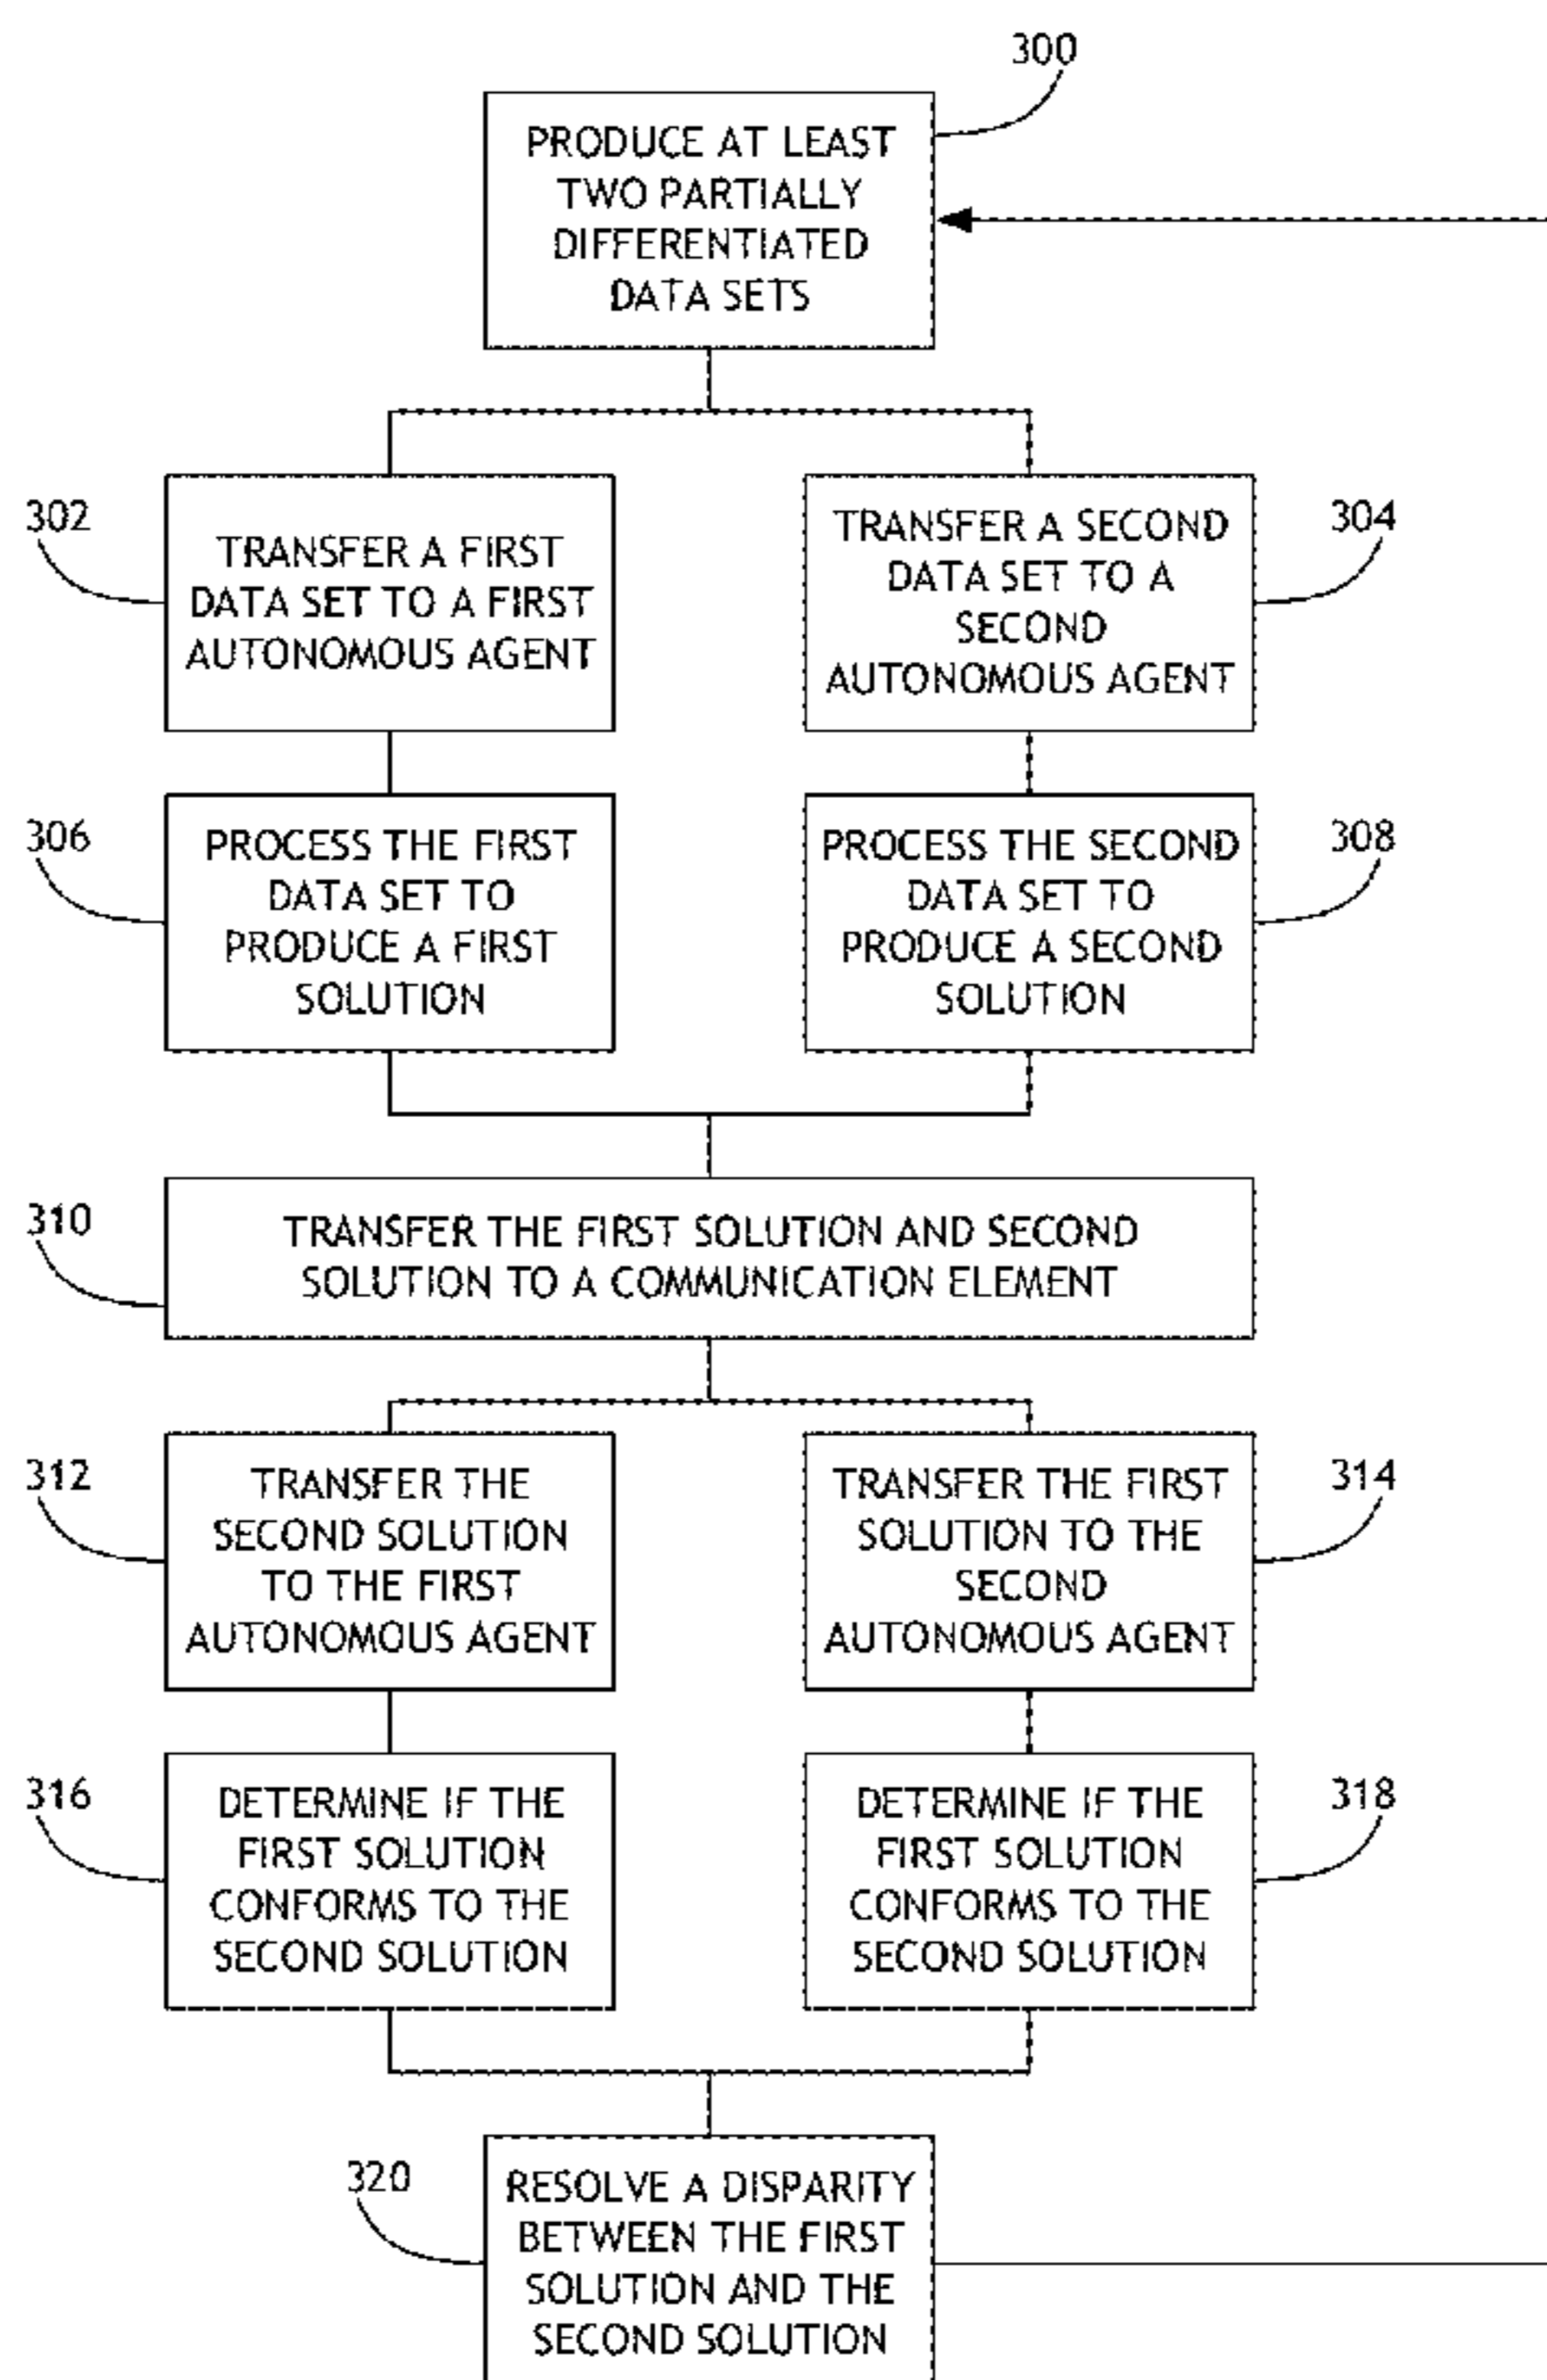 300
PRODUCE AT LEAST
TWO PARTIALLY
DIFFERENTIATED
DATA SETS
302
TRANSFER A FIRST
DATA SET TO A FIRST
AUTONOMOUS AGENT
TRANSFER A SECOND
DATA SET TO A
SECOND
AUTONOMOUS AGENT
304
306
PROCESS THE FIRST
DATA SET TO
PRODUCE A FIRST
SOLUTION
PROCESS THE SECOND
DATA SET TO
PRODUCE A SECOND
SOLUTION
308
310
TRANSFER THE FIRST SOLUTION AND SECOND
SOLUTION TO A COMMUNICATION ELEMENT
312
TRANSFER THE
SECOND SOLUTION
TO THE FIRST
AUTONOMOUS AGENT
TRANSFER THE FIRST
SOLUTION TO THE
SECOND
AUTONOMOUS AGENT
314
316
DETERMINE IF THE
FIRST SOLUTION
CONFORMS TO THE
SECOND SOLUTION
DETERMINE IF THE
FIRST SOLUTION
CONFORMS TO THE
SECOND SOLUTION
318
320
RESOLVE A DISPARITY
BETWEEN THE FIRST
SOLUTION AND THE
SECOND SOLUTION